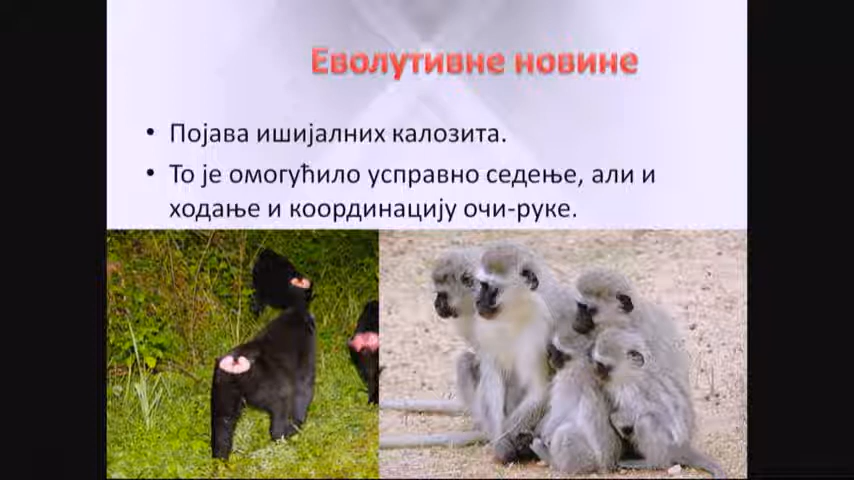 Еволутивне новине
• Појава ишијалних калозита.
• То је омогућило усправно седење, али и
ходање и координацију очи-руке.